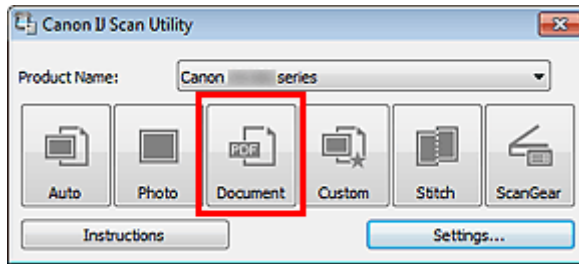 Canon IJ Scan Utility
Product Name: Canon series
PDF
Auto Photo Document Custom Stitch ScanGear
Instructions Settings...